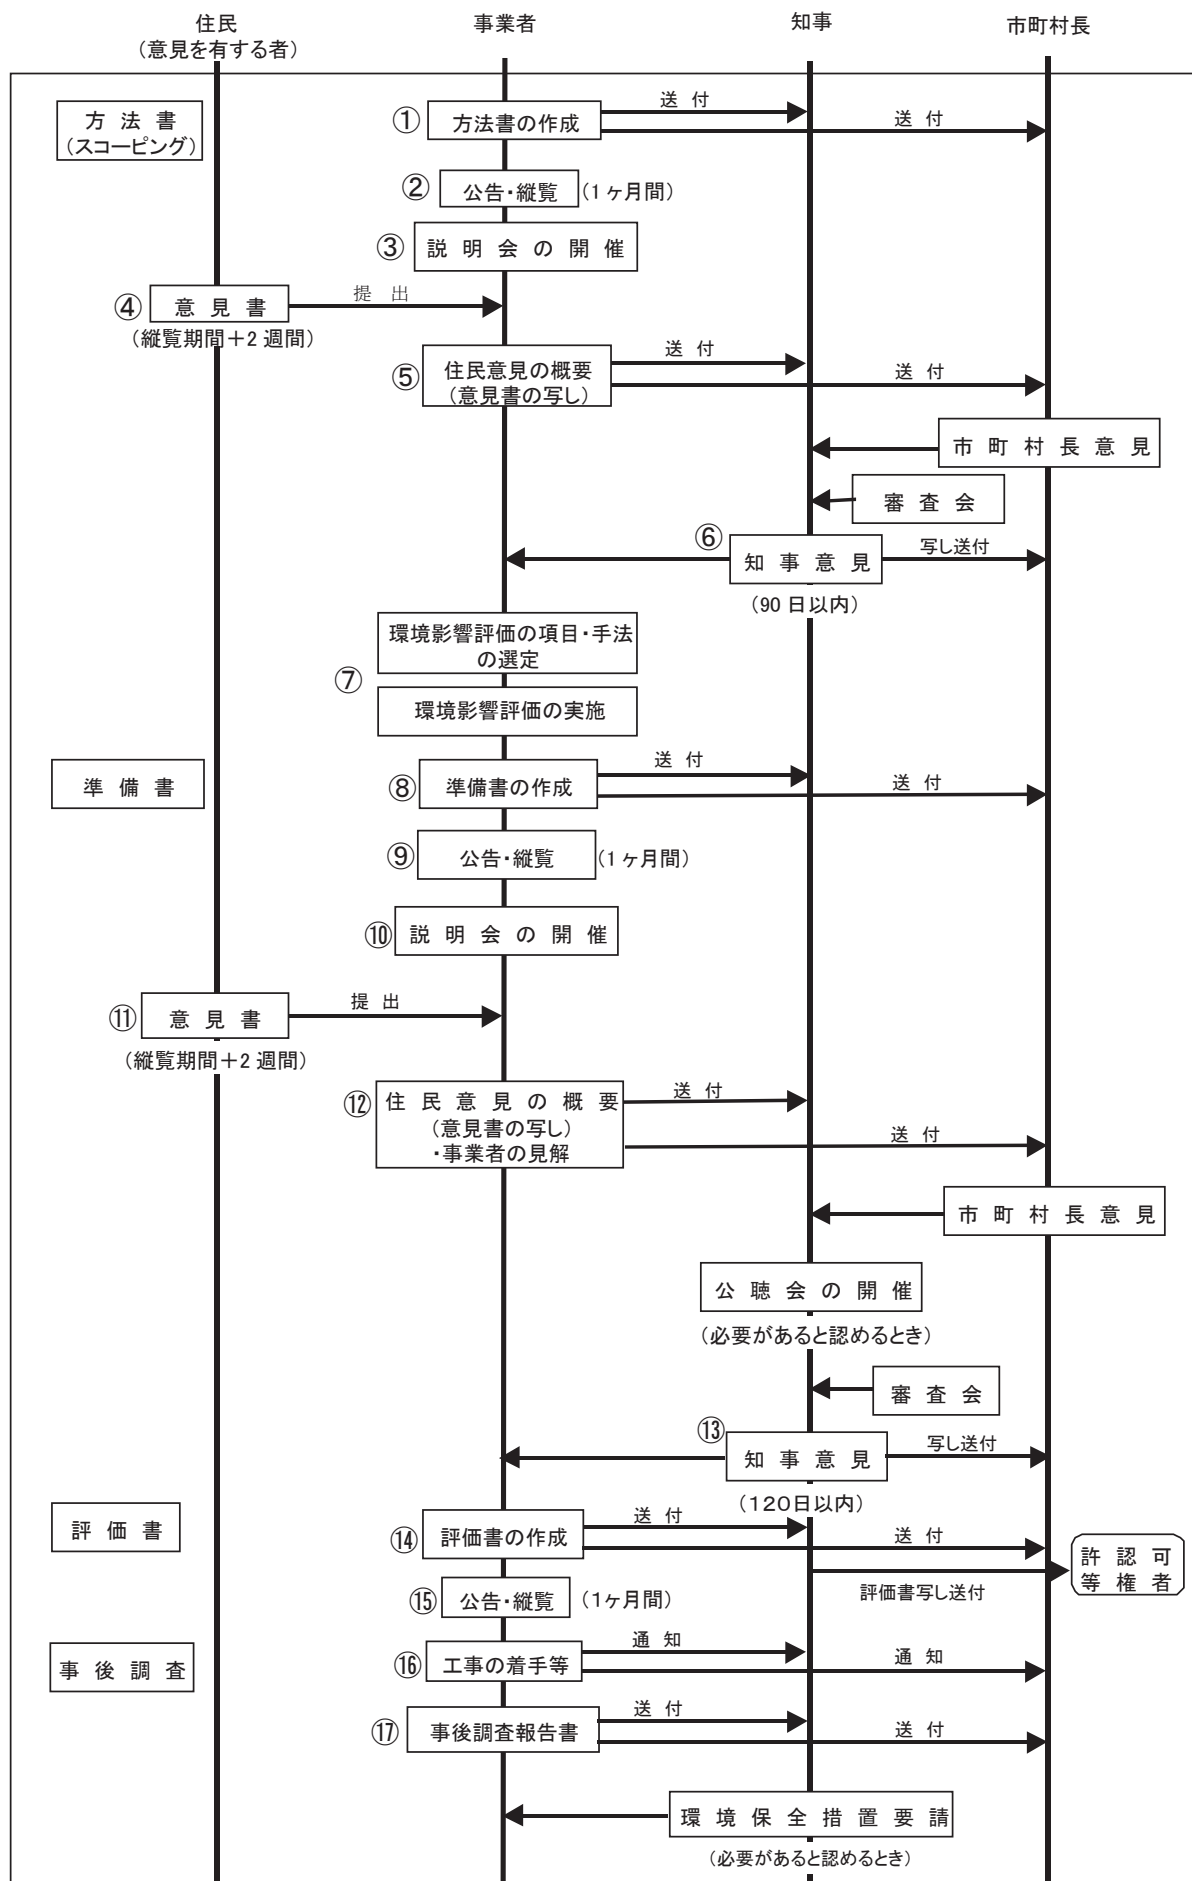 住民
(意見を有する者)
事業者
知事
市町村長
方 法 書
(スコーピング)
①
方法書の作成
送 付
送 付
②
公告・縦覧
(1ヶ月間)
③
説 明 会 の 開 催
④
意 見 書
提 出
(縦覧期間+2週間)
⑤
住民意見の概要
(意見書の写し)
送 付
送 付
市 町 村 長 意 見
審 査 会
⑥
知 事 意 見
写し送付
(90日以内)
⑦
環境影響評価の項目・手法
の選定
環境影響評価の実施
準 備 書
⑧
準備書の作成
送 付
送 付
⑨
公告・縦覧
(1ヶ月間)
⑩
説 明 会 の 開 催
⑪
意 見 書
提 出
(縦覧期間+2週間)
⑫
住 民 意 見 の 概 要
(意見書の写し)
・事業者の見解
送 付
送 付
市 町 村 長 意 見
公 聴 会 の 開 催
(必要があると認めるとき)
審 査 会
⑬
知 事 意 見
写し送付
(120日以内)
評 価 書
⑭
評価書の作成
送 付
送 付
許 認 可
等 権 者
評価書写し送付
⑮
公告・縦覧
(1ヶ月間)
事 後 調 査
⑯
工事の着手等
通 知
通 知
⑰
事後調査報告書
送 付
送 付
環 境 保 全 措 置 要 請
(必要があると認めるとき)